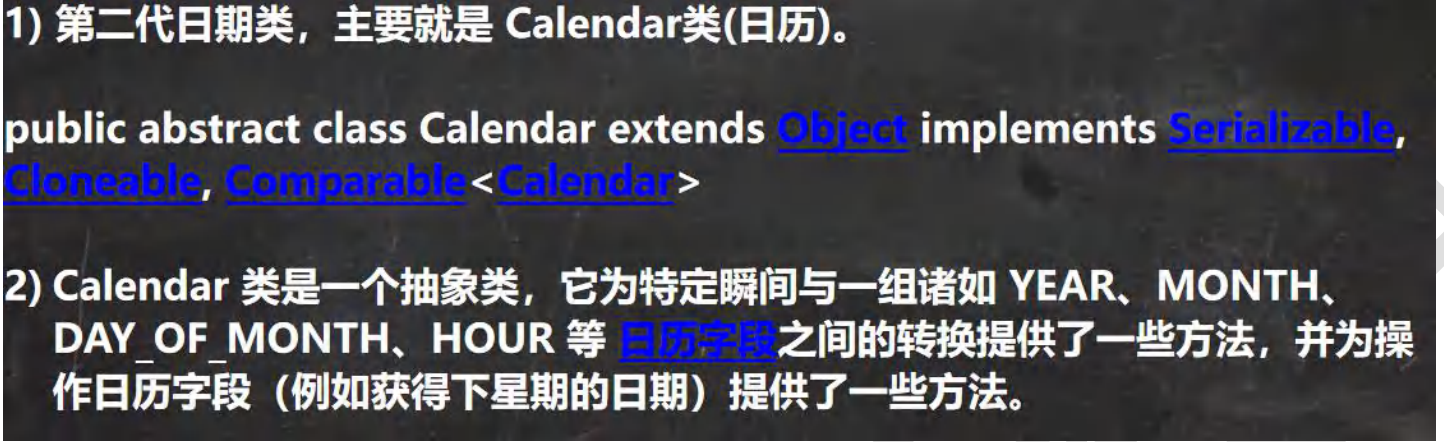 1) 第二代日期类，主要就是 Calendar类(日历)。
public abstract class Calendar extends Object implements Serializable,
Cloneable, Comparable<Calendar>
2) Calendar 类是一个抽象类，它为特定瞬间与一组诸如 YEAR、MONTH、
DAY_OF_MONTH、HOUR 等 日历字段之间的转换提供了一些方法，并为操
作日历字段（例如获得下星期的日期）提供了一些方法。